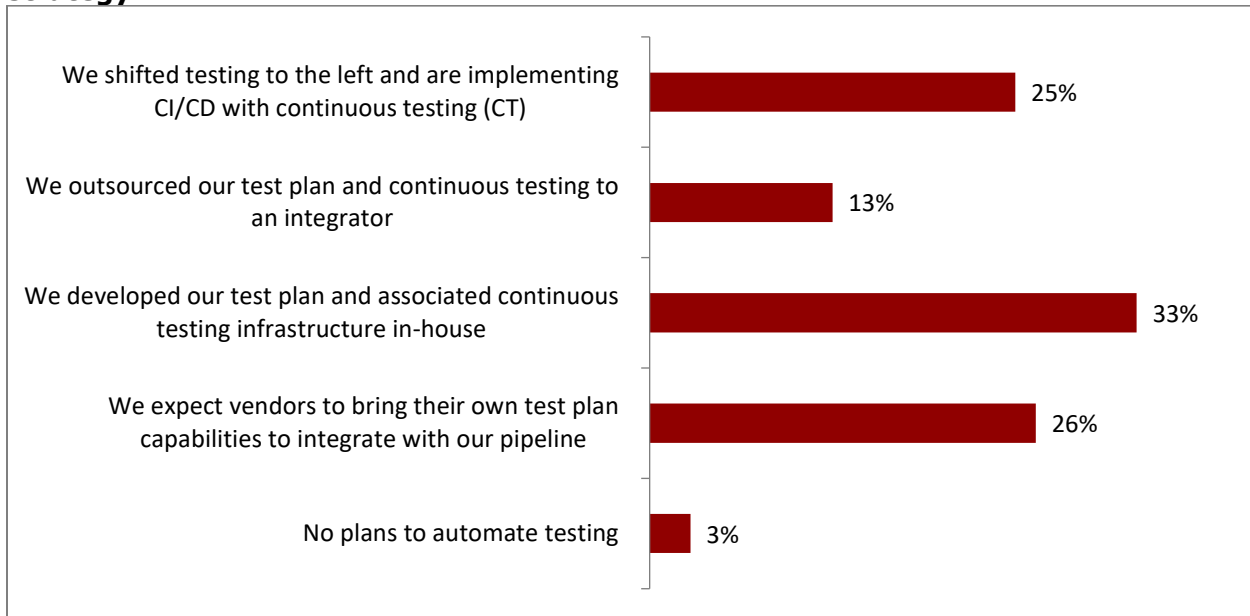 We shifted testing to the left and are implementing
CI/CD with continuous testing (CT)
25%
We outsourced our test plan and continuous testing to
an integrator
13%
We developed our test plan and associated continuous
testing infrastructure in-house
33%
We expect vendors to bring their own test plan
capabilities to integrate with our pipeline
26%
No plans to automate testing
3%